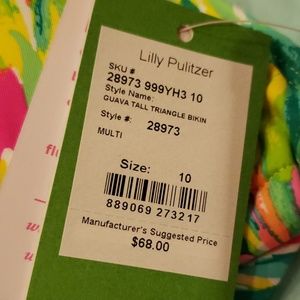 Lilly Pulitzer
SKU #
28973 999YH3 10
Style Name:
GUAVA TALL TRIANGLE BIKIN
Style #: 28973
MULTI
Size: 10
889069 273217
Manufacturer's Suggested Price
$68.00